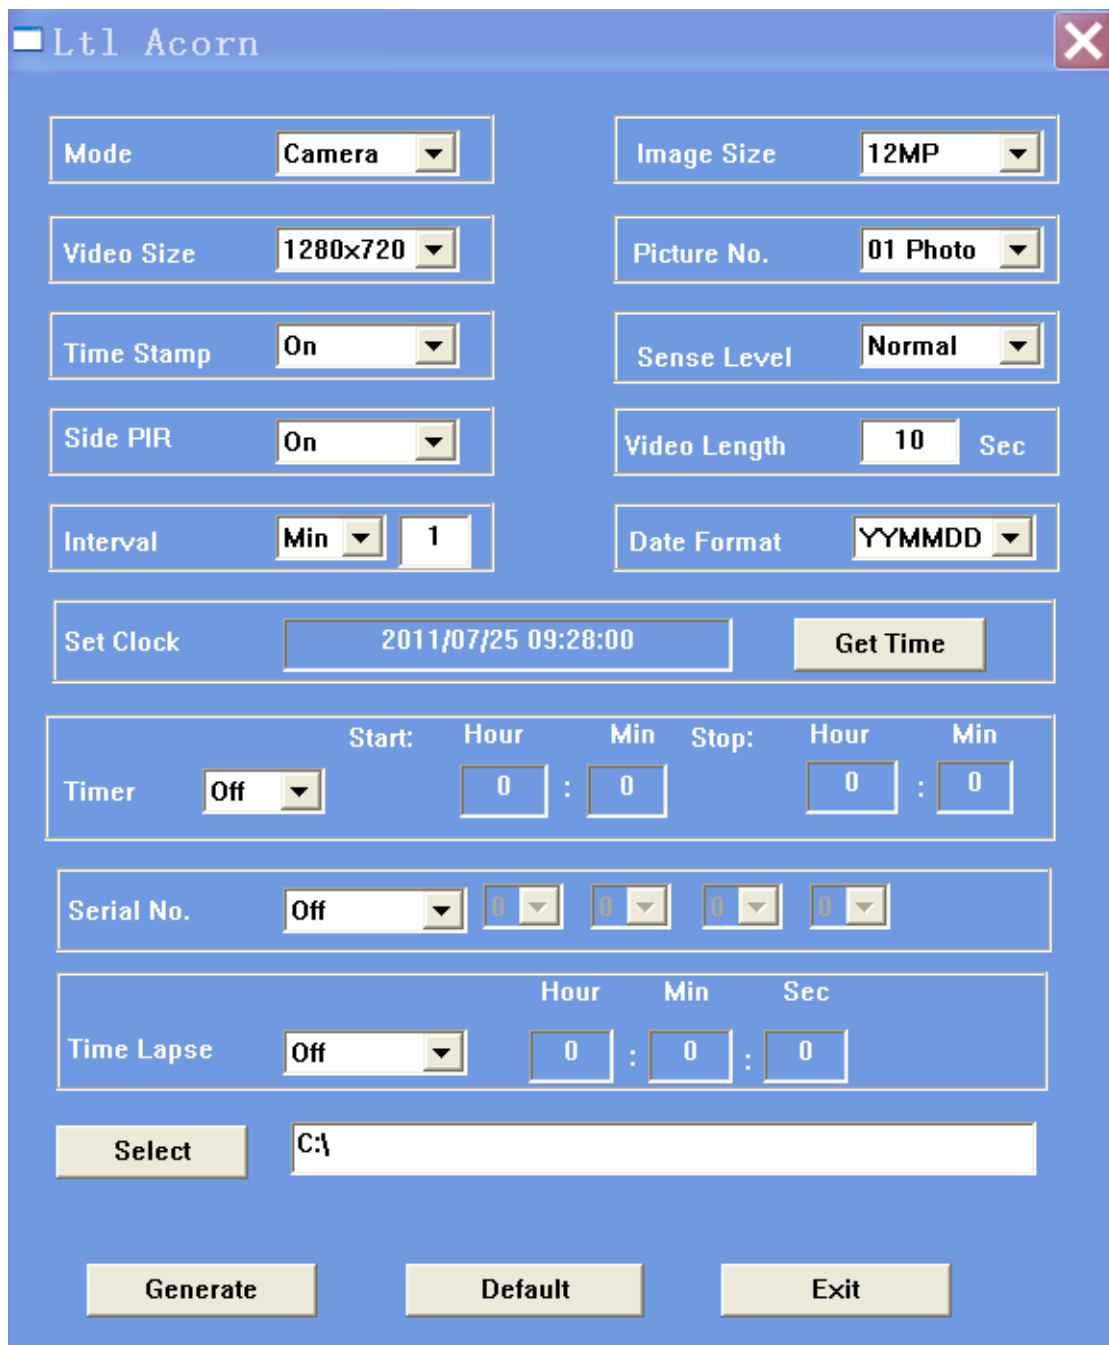 Ltl Acorn
Mode Camera Image Size 12MP
Video Size 1280x720 Picture No. 01 Photo
Time Stamp On Sense Level Normal
Side PIR On Video Length 10 Sec
Interval Min 1 Date Format YYMMDD
Set Clock 2011/07/25 09:28:00 Get Time
Start: Hour Min Stop: Hour Min
Timer Off 0 : 0 0 : 0
Serial No. Off 0 0 0 0
Hour Min Sec
Time Lapse Off 0 : 0 : 0
Select C:\
Generate Default Exit